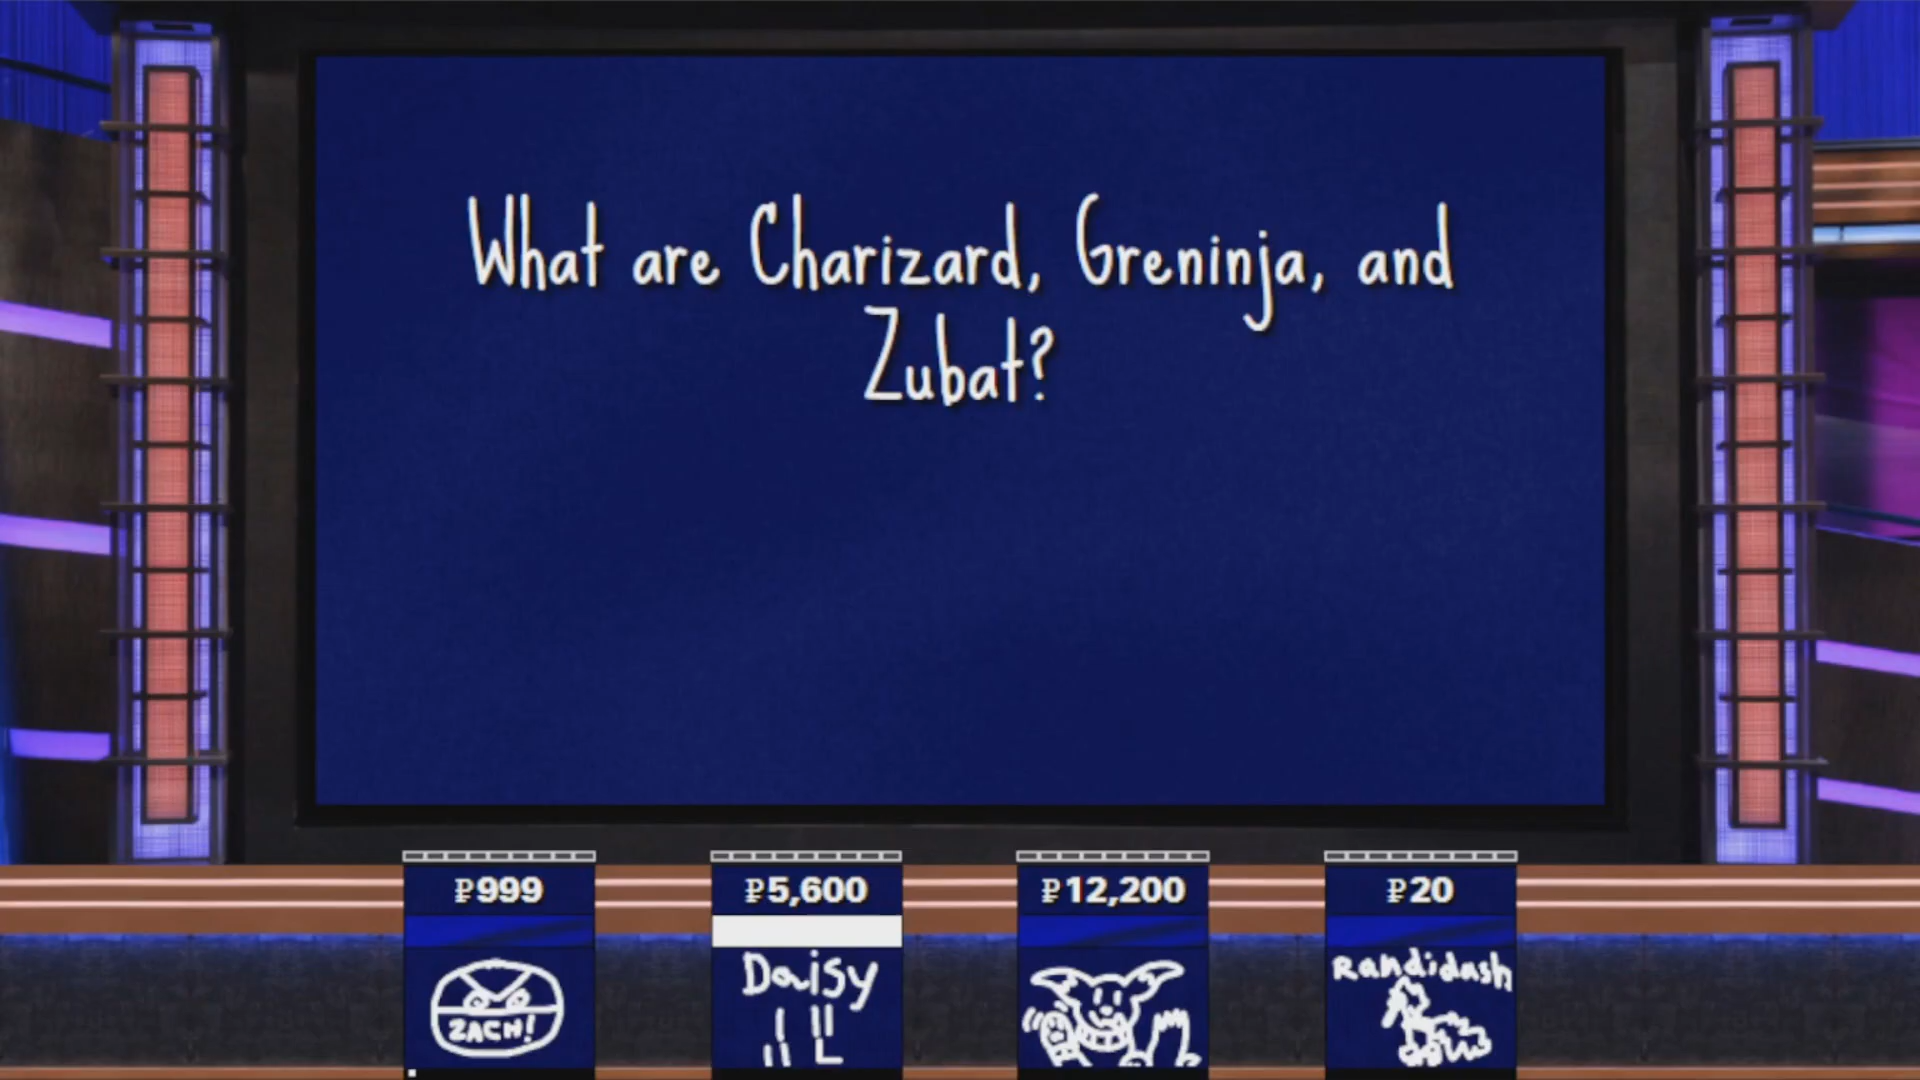 What are Charizard, Greninja, and
Zubat?
₽999
₽5,600
₽12,200
₽20
ZACH!
Daisy
Randidash